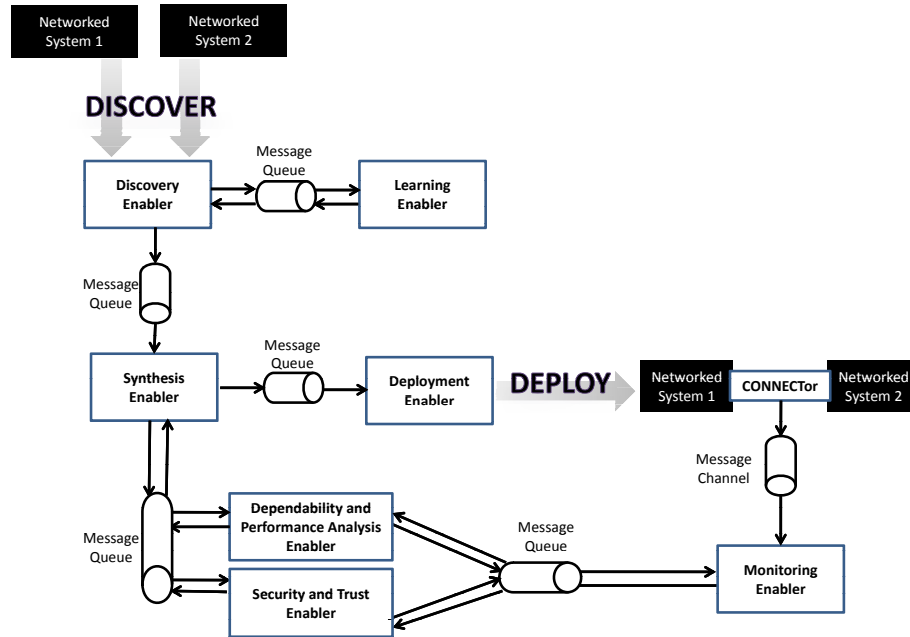 Networked
System 1
Networked
System 2
DISCOVER
Message
Queue
Discovery
Enabler
Learning
Enabler
Message
Queue
Message
Queue
Synthesis
Enabler
Deployment
Enabler
DEPLOY
Networked
System 1
CONNECTor
Networked
System 2
Message
Channel
Message
Queue
Dependability and
Performance Analysis
Enabler
Message
Queue
Security and Trust
Enabler
Monitoring
Enabler